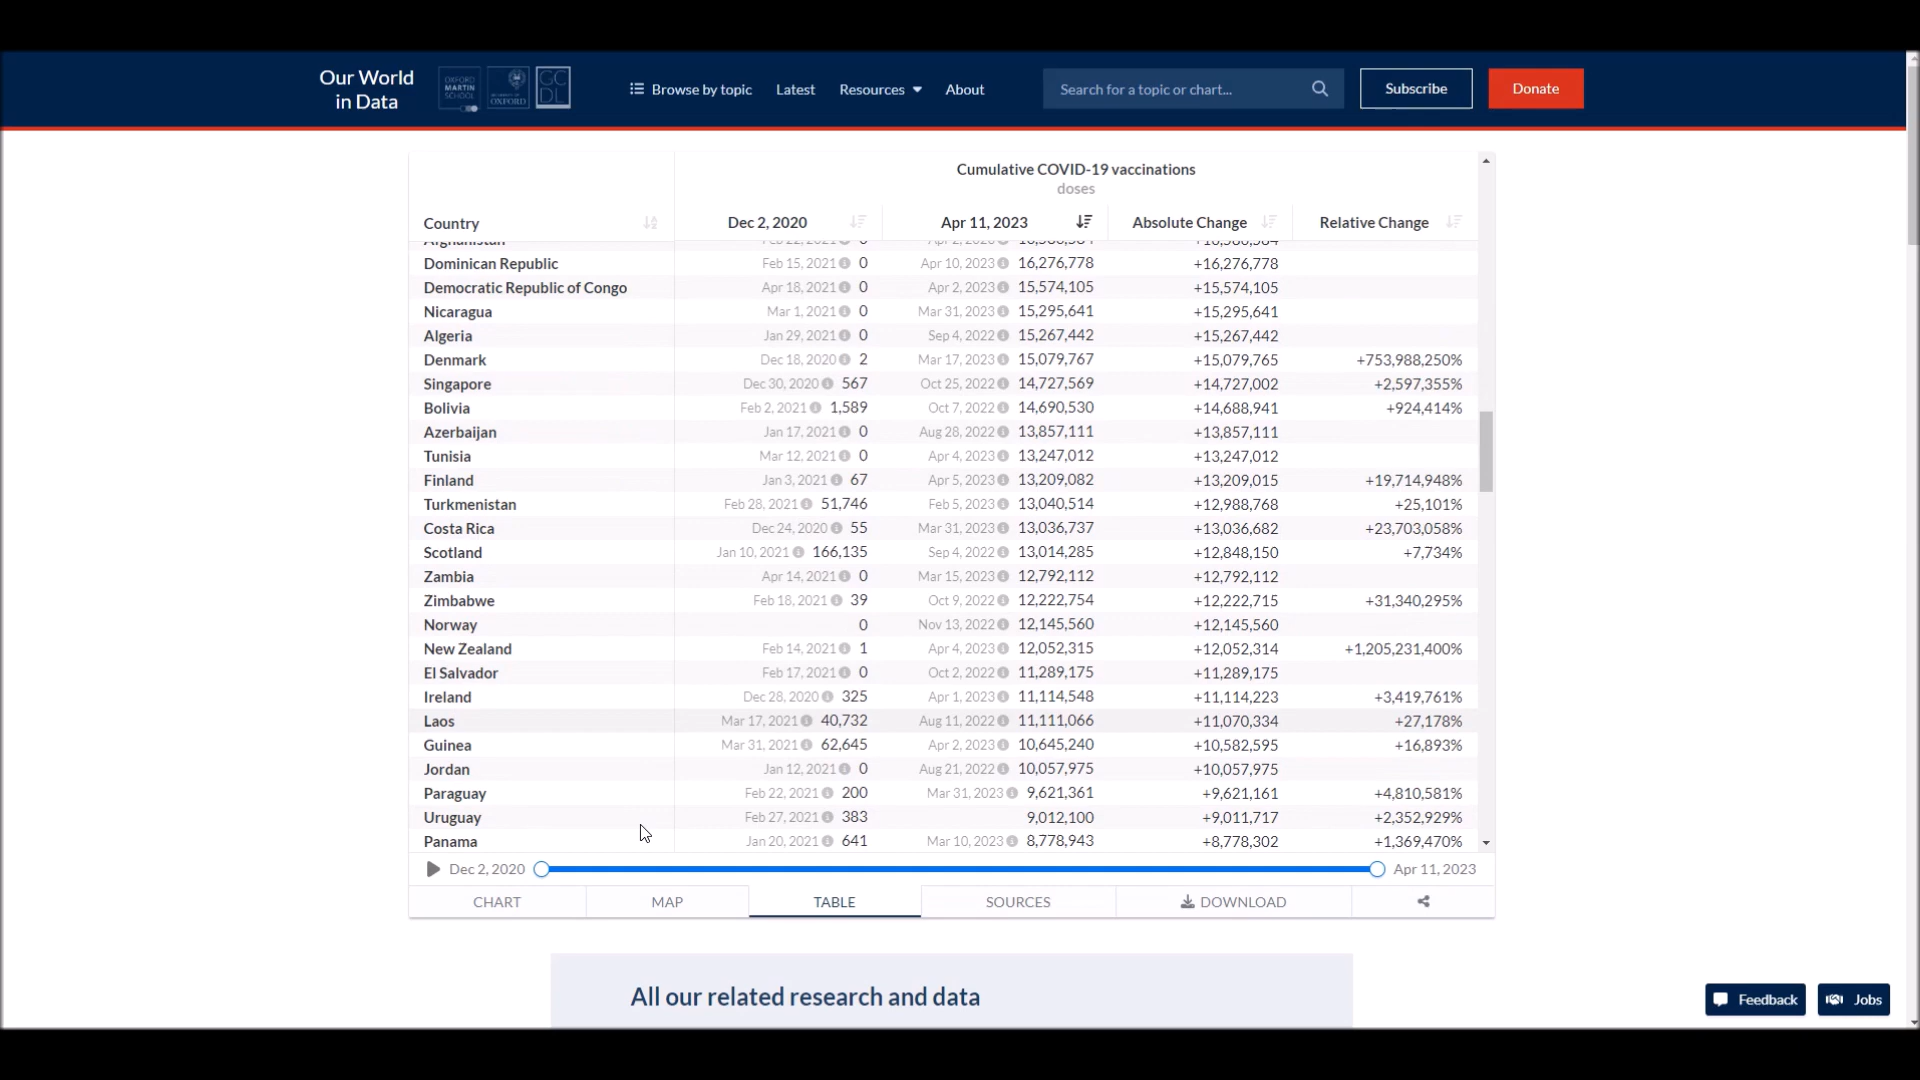 Our World
in Data
OXFORD
MARTIN
SCHOOL
OXFORD
GC
DL
Browse by topic
Latest
Resources
About
Search for a topic or chart...
Subscribe
Donate
Cumulative COVID-19 vaccinations
doses
Country Dec 2, 2020 Apr 11, 2023 Absolute Change Relative Change
Dominican Republic Feb 15, 2021 0 Apr 10, 2023 16,276,778 +16,276,778
Democratic Republic of Congo Apr 18, 2021 0 Apr 2, 2023 15,574,105 +15,574,105
Nicaragua Mar 1, 2021 0 Mar 31, 2023 15,295,641 +15,295,641
Algeria Jan 29, 2021 0 Sep 4, 2022 15,267,442 +15,267,442
Denmark Dec 18, 2020 2 Mar 17, 2023 15,079,767 +15,079,765 +753,988,250%
Singapore Dec 30, 2020 567 Oct 25, 2022 14,727,569 +14,727,002 +2,597,355%
Bolivia Feb 2, 2021 1,589 Oct 7, 2022 14,690,530 +14,688,941 +924,414%
Azerbaijan Jan 17, 2021 0 Aug 28, 2022 13,857,111 +13,857,111
Tunisia Mar 12, 2021 0 Apr 4, 2023 13,247,012 +13,247,012
Finland Jan 3, 2021 67 Apr 5, 2023 13,209,082 +13,209,015 +19,714,948%
Turkmenistan Feb 28, 2021 51,746 Feb 5, 2023 13,040,514 +12,988,768 +25,101%
Costa Rica Dec 24, 2020 55 Mar 31, 2023 13,036,737 +13,036,682 +23,703,058%
Scotland Jan 10, 2021 166,135 Sep 4, 2022 13,014,285 +12,848,150 +7,734%
Zambia Apr 14, 2021 0 Mar 15, 2023 12,792,112 +12,792,112
Zimbabwe Feb 18, 2021 39 Oct 9, 2022 12,222,754 +12,222,715 +31,340,295%
Norway 0 Nov 13, 2022 12,145,560 +12,145,560
New Zealand Feb 14, 2021 1 Apr 4, 2023 12,052,315 +12,052,314 +1,205,231,400%
El Salvador Feb 17, 2021 0 Oct 2, 2022 11,289,175 +11,289,175
Ireland Dec 28, 2020 325 Apr 1, 2023 11,114,548 +11,114,223 +3,419,761%
Laos Mar 17, 2021 40,732 Aug 11, 2022 11,111,066 +11,070,334 +27,178%
Guinea Mar 31, 2021 62,645 Apr 2, 2023 10,645,240 +10,582,595 +16,893%
Jordan Jan 12, 2021 0 Aug 21, 2022 10,057,975 +10,057,975
Paraguay Feb 22, 2021 200 Mar 31, 2023 9,621,361 +9,621,161 +4,810,581%
Uruguay Feb 27, 2021 383 9,012,100 +9,011,717 +2,352,929%
Panama Jan 20, 2021 641 Mar 10, 2023 8,778,943 +8,778,302 +1,369,470%
Dec 2, 2020 Apr 11, 2023
CHART MAP TABLE SOURCES DOWNLOAD
All our related research and data
Feedback
Jobs